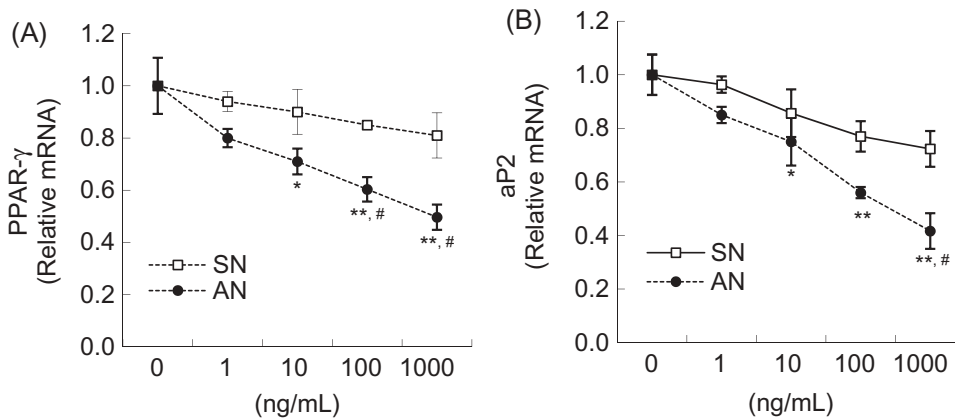 (A)
PPAR-γ
(Relative mRNA)
1.2
1.0
0.8
0.6
0.4
0.2
0.0
*
**, #
**, #
SN
AN
0 1 10 100 1000
(ng/mL)
(B)
aP2
(Relative mRNA)
1.2
1.0
0.8
0.6
0.4
0.2
0.0
*
**
**, #
SN
AN
0 1 10 100 1000
(ng/mL)